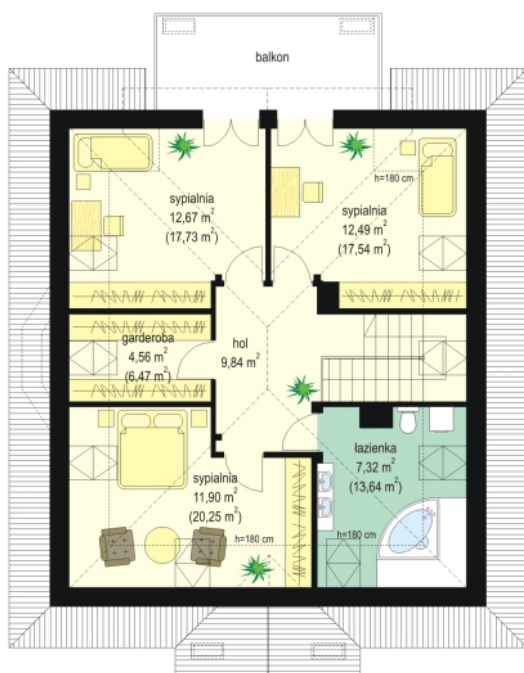 balkon
sypialnia
12,67 m²
(17,73 m²)
h=180 cm
sypialnia
12,49 m²
(17,54 m²)
garderoba
4,56 m²
(6,47 m²)
hol
9,84 m²
łazienka
7,32 m²
(13,64 m²)
sypialnia
11,90 m²
(20,25 m²)
h=180 cm
h=180 cm